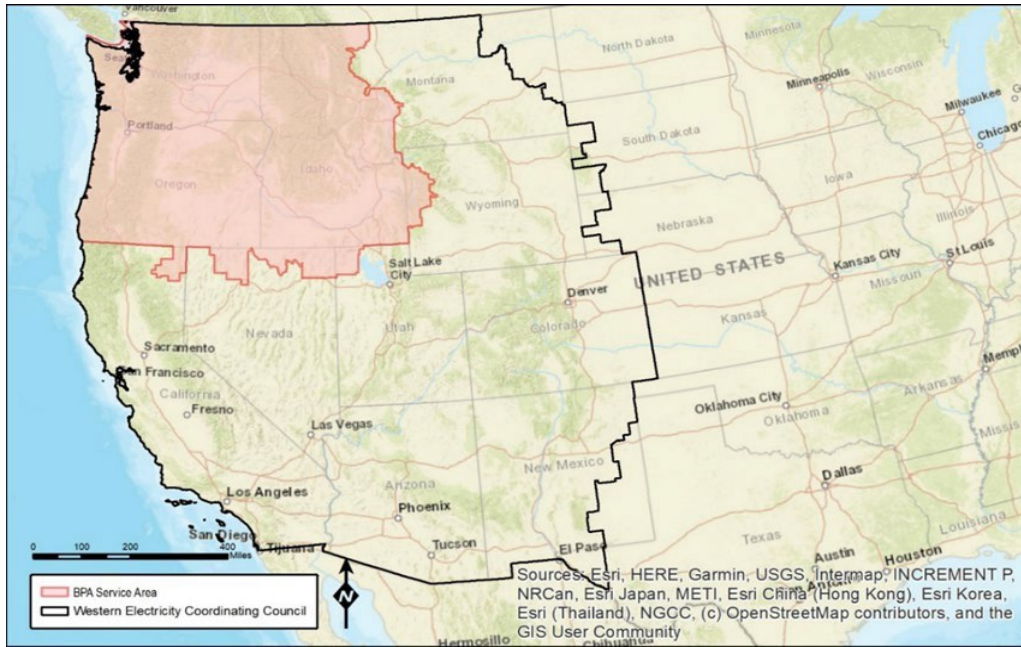 Vancouver
Seattle
Washington
North Dakota
Minnesota
Montana
Minneapolis
Wisconsin
Portland
South Dakota
Milwaukee
Oregon
Idaho
Chicago
Wyoming
Iowa
Nebraska
Illinois
Salt Lake
City
UNITED STATES
Kansas City
St Louis
Missouri
Denver
Nevada
Utah
Colorado
Kansas
Sacramento
San Francisco
California
Fresno
Memph
Arkansas
Oklahoma City
Oklahoma
Las Vegas
New Mexico
Mississ
Arizona
Dallas
Los Angeles
Phoenix
Louisiana
San Diego
Tijuana
Tucson
El Paso
Texas
Austin
Houston
0 100 200 400
Miles
N
BPA Service Area
Western Electricity Coordinating Council
Sources: Esri, HERE, Garmin, USGS, Intermap, INCREMENT P,
NRCan, Esri Japan, METI, Esri China (Hong Kong), Esri Korea,
Esri (Thailand), NGCC, (c) OpenStreetMap contributors, and the
GIS User Community
Hermosillo
Chihuahua